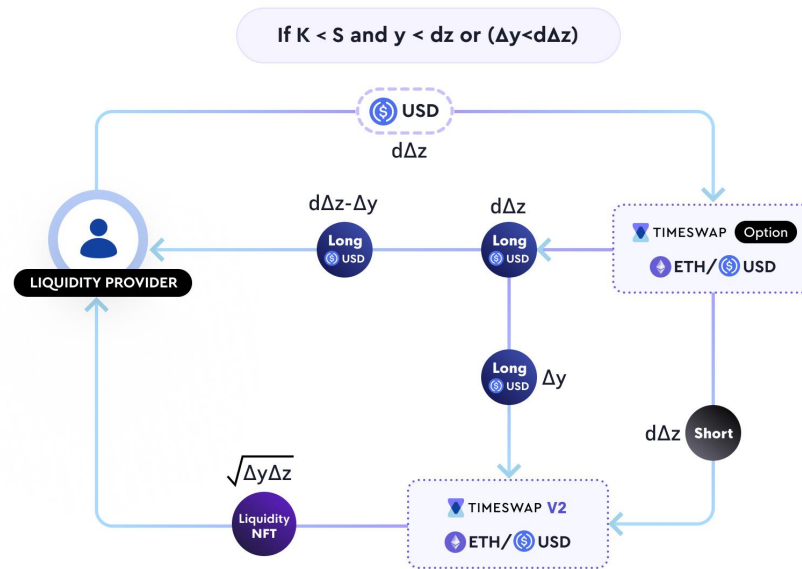 If K < S and y < dz or (Δy<dΔz)
USD
dΔz
dΔz-Δy
dΔz
Long
USD
Long
USD
TIMESWAP Option
ETH/ USD
LIQUIDITY PROVIDER
Long
USD
Δy
dΔz
Short
√ΔyΔz
Liquidity
NFT
TIMESWAP V2
ETH/ USD